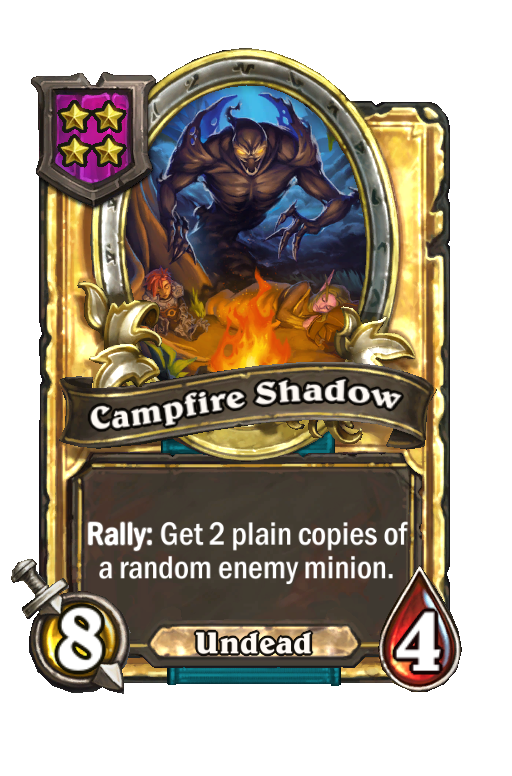 Campfire Shadow
Rally: Get 2 plain copies of
a random enemy minion.
8
Undead
4